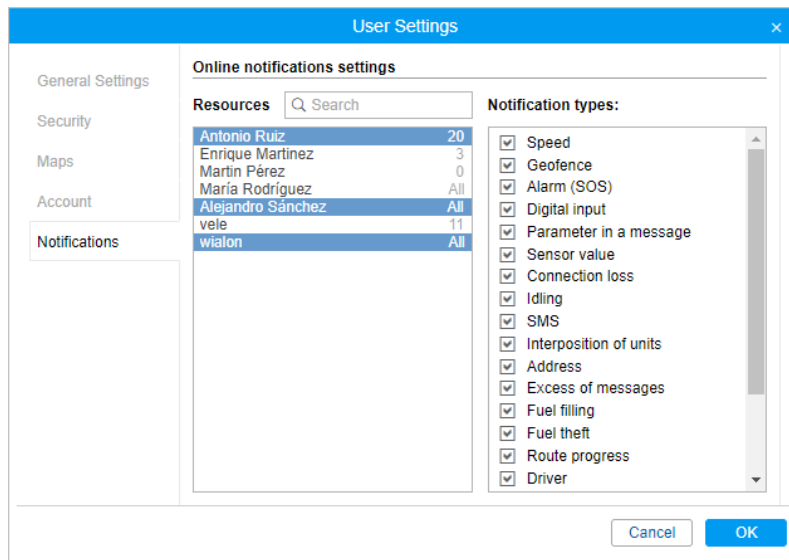 User Settings ×
General Settings
Security
Maps
Account
Notifications
Online notifications settings
Resources Search
Antonio Ruiz 20
Enrique Martinez 3
Martin Pérez 0
María Rodríguez All
Alejandro Sánchez All
vele 11
wialon All
Notification types:
Speed
Geofence
Alarm (SOS)
Digital input
Parameter in a message
Sensor value
Connection loss
Idling
SMS
Interposition of units
Address
Excess of messages
Fuel filling
Fuel theft
Route progress
Driver
Cancel OK